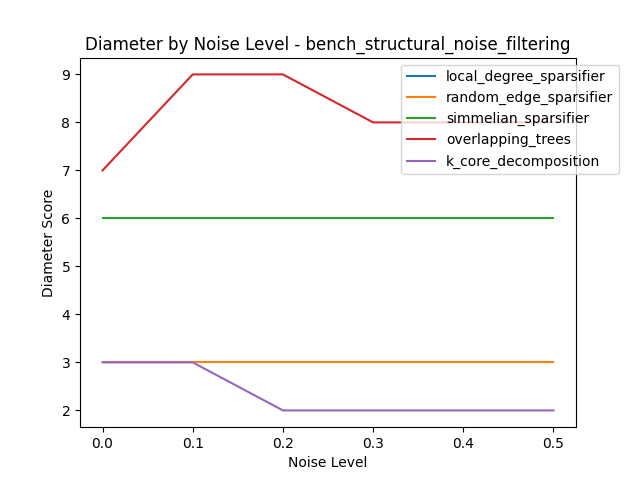 Diameter by Noise Level - bench_structural_noise_filtering
9
8
7
6
5
4
3
2
Diameter Score
local_degree_sparsifier
random_edge_sparsifier
simmelian_sparsifier
overlapping_trees
k_core_decomposition
0.0 0.1 0.2 0.3 0.4 0.5
Noise Level